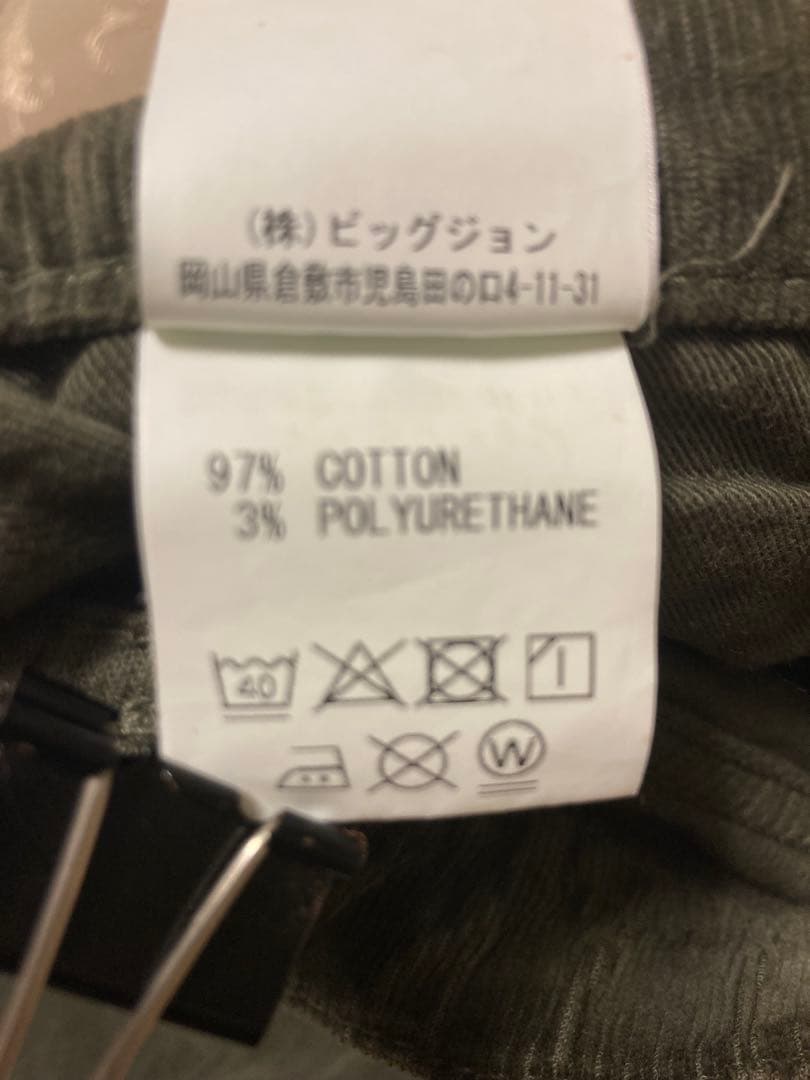 (株)ビッグジョン
岡山県倉敷市児島田の口4-11-31
97% COTTON
3% POLYURETHANE
40
W